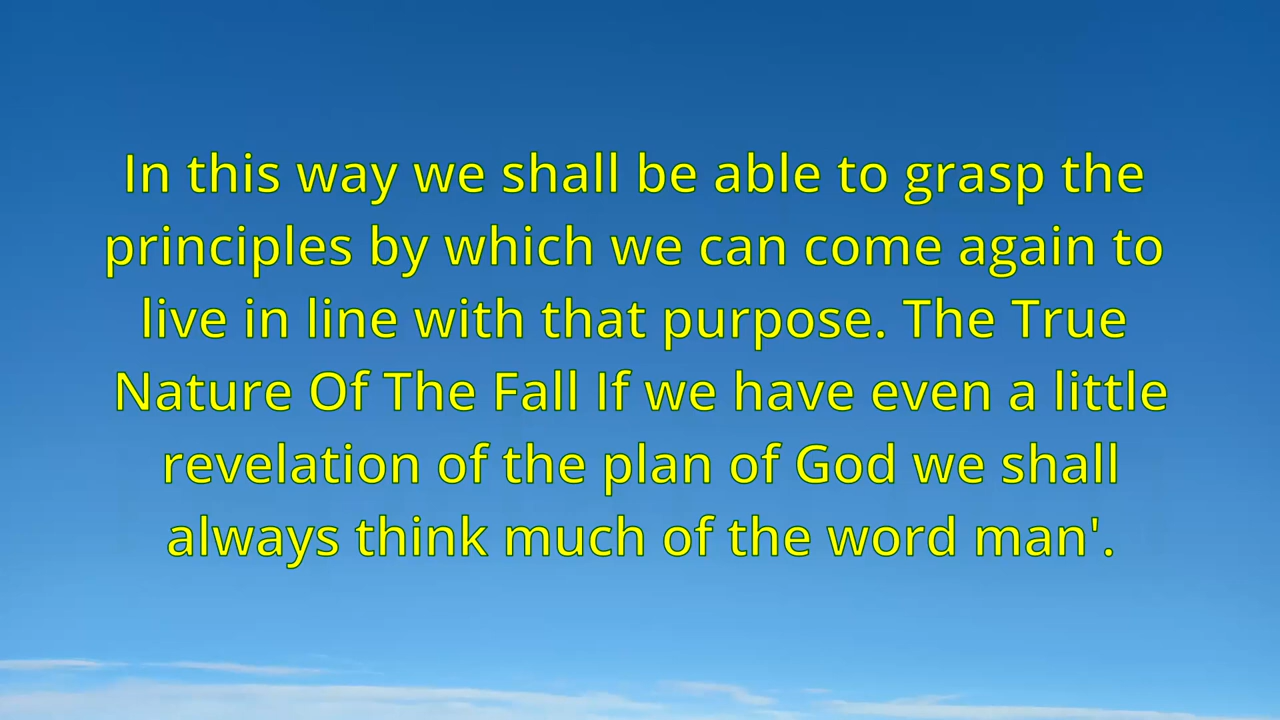 In this way we shall be able to grasp the
principles by which we can come again to
live in line with that purpose. The True
Nature Of The Fall If we have even a little
revelation of the plan of God we shall
always think much of the word man'.